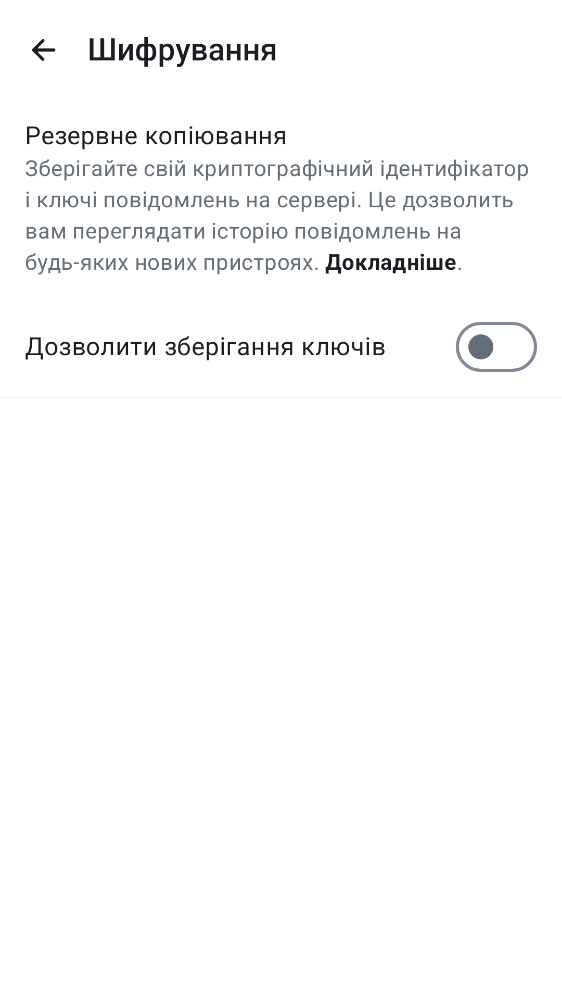 Шифрування
Резервне копіювання
Зберігайте свій криптографічний ідентифікатор
і ключі повідомлень на сервері. Це дозволить
вам переглядати історію повідомлень на
будь-яких нових пристроях. Докладніше.
Дозволити зберігання ключів